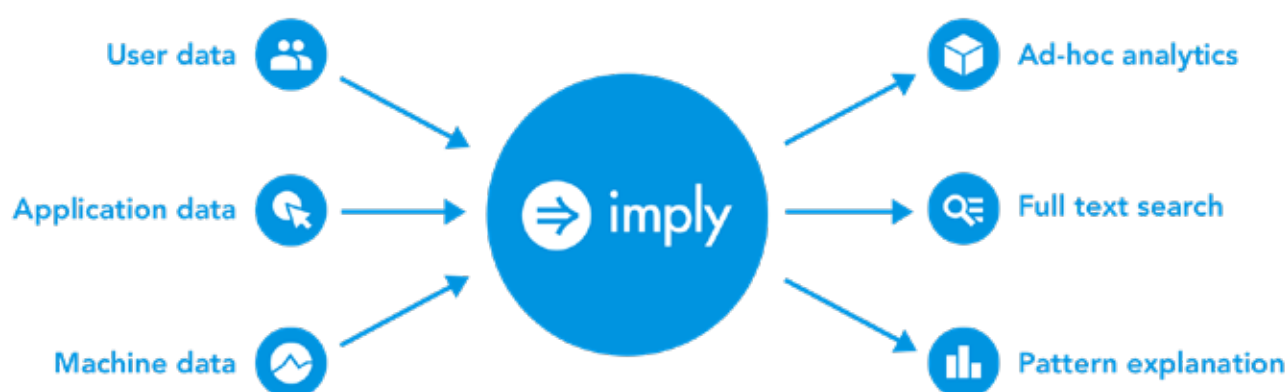 User data
Application data
Machine data
imply
Ad-hoc analytics
Full text search
Pattern explanation